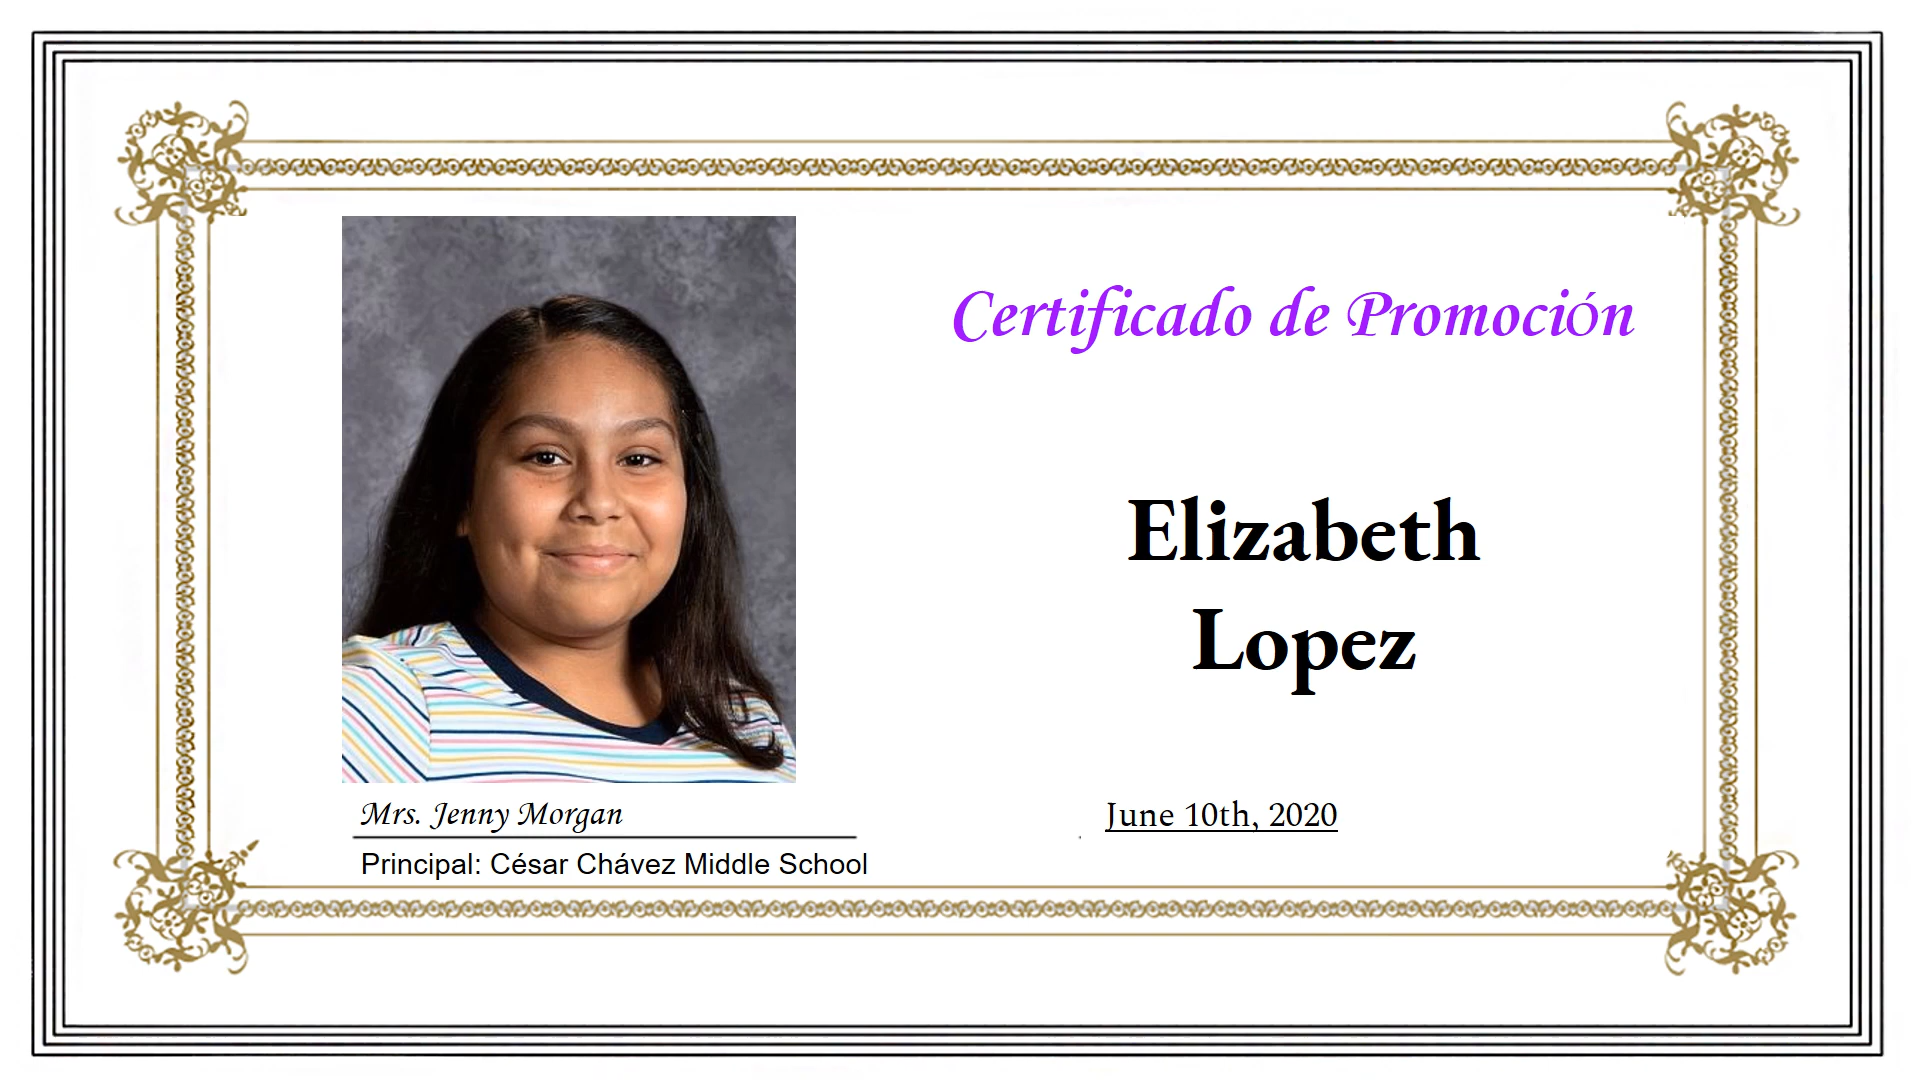 Certificado de Promoción
Elizabeth
Lopez
Mrs. Jenny Morgan
June 10th, 2020
Principal: César Chávez Middle School